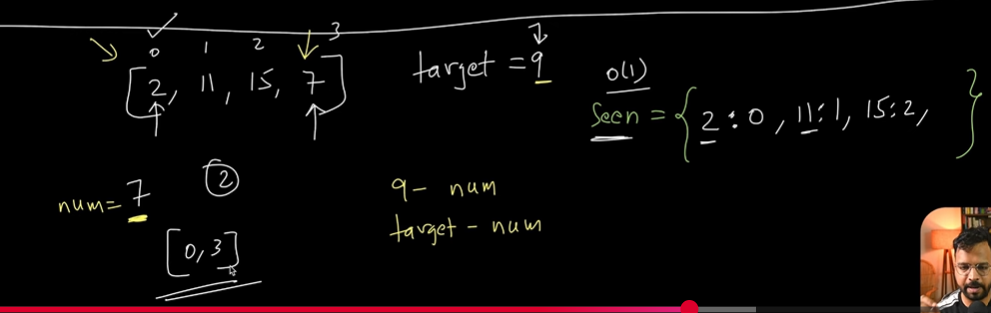 0 1 2 3
[2, 11, 15, 7]
target = 9
O(1)
seen = { 2:0, 11:1, 15:2, }
num= 7
2
[0,3]
9- num
target - num